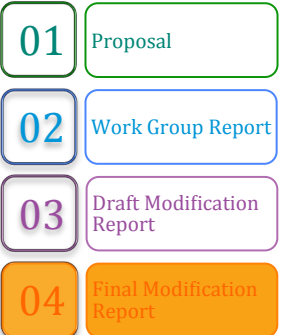 01
Proposal
02
Work Group Report
03
Draft Modification
Report
04
Final Modification
Report